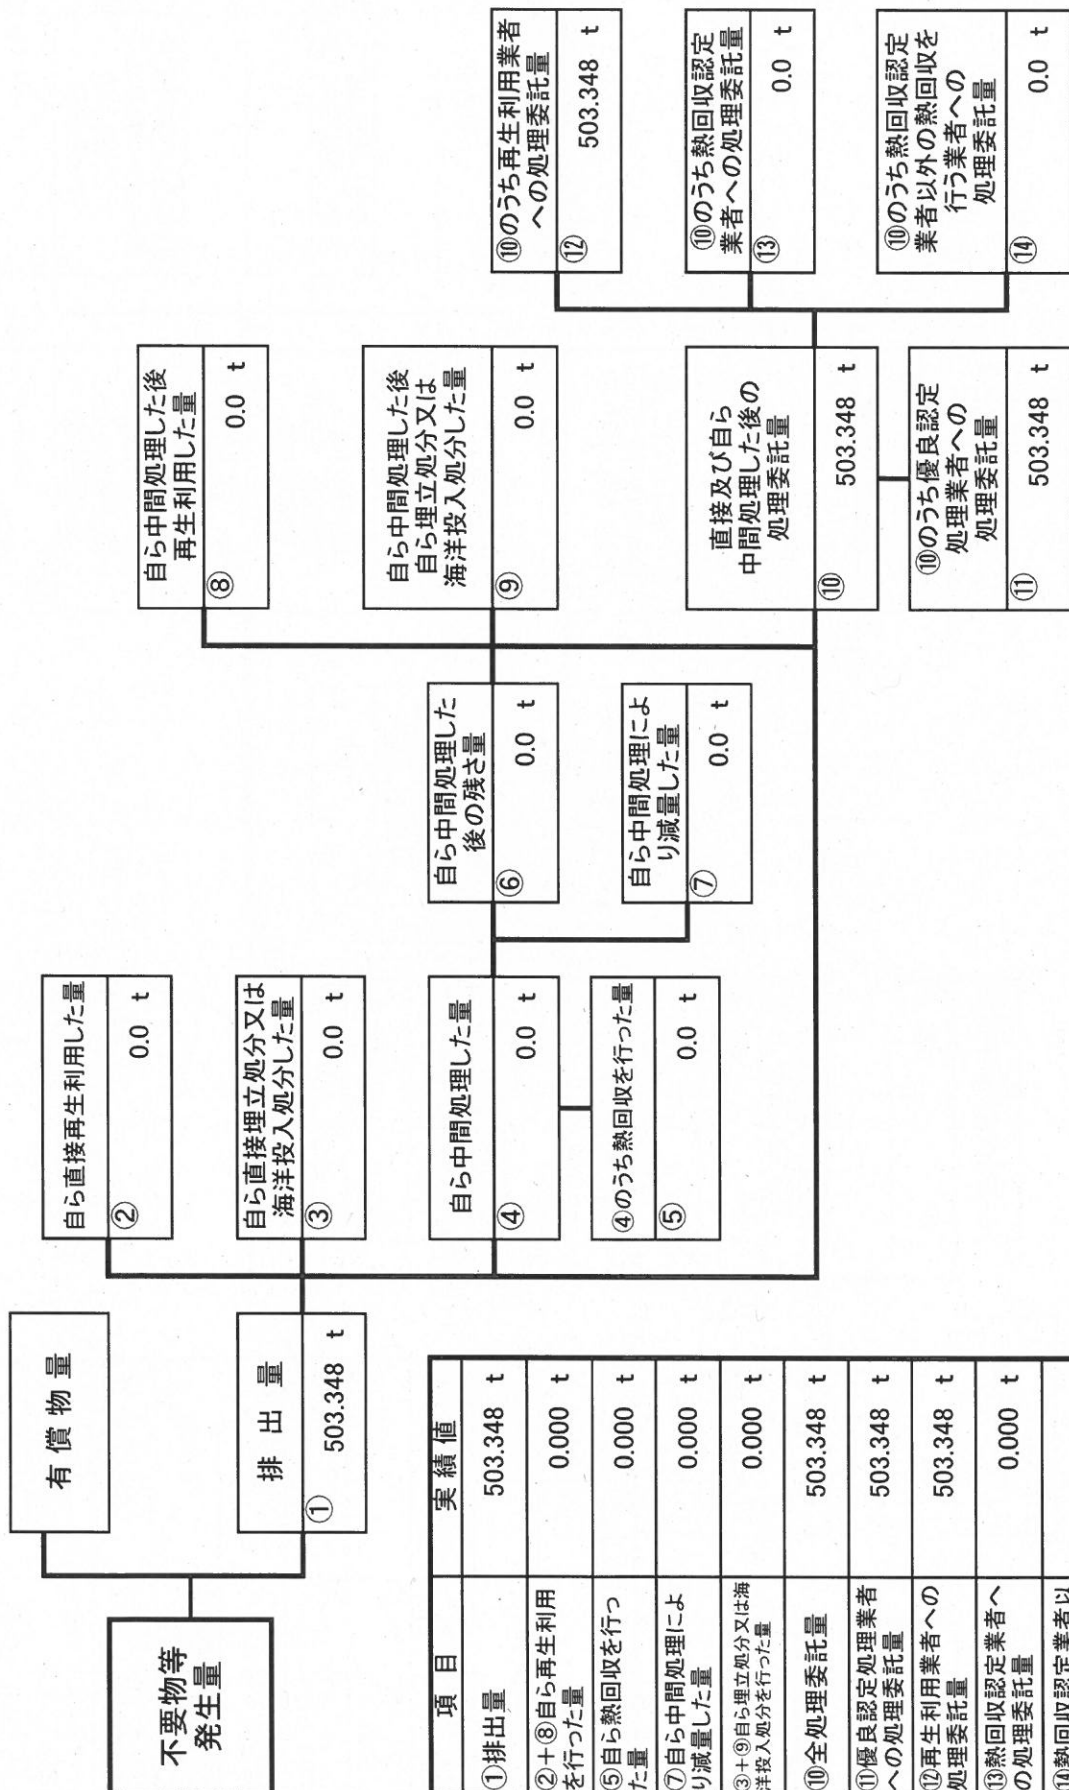 不要物等
発生量
有償物量
排出量
① 503.348 t
自ら直接再生利用した量
② 0.0 t
自ら直接埋立処分又は
海洋投入処分した量
③ 0.0 t
自ら中間処理した量
④ 0.0 t
④のうち熱回収を行った量
⑤ 0.0 t
自ら中間処理した
後の残さ量
⑥ 0.0 t
自ら中間処理によ
り減量した量
⑦ 0.0 t
自ら中間処理した後
再生利用した量
⑧ 0.0 t
自ら中間処理した後
自ら埋立処分又は
海洋投入処分した量
⑨ 0.0 t
直接及び自ら
中間処理した後の
処理委託量
⑩ 503.348 t
⑩のうち優良認定
処理業者への
処理委託量
⑪ 503.348 t
⑩のうち再生利用業者
への処理委託量
⑫ 503.348 t
⑩のうち熱回収認定
業者への処理委託量
⑬ 0.0 t
⑩のうち熱回収認定
業者以外の熱回収を
行う業者への
処理委託量
⑭ 0.0 t
項目 実績値
①排出量 503.348 t
②+⑧自ら再生利用
を行った量 0.000 t
⑤自ら熱回収を行っ
た量 0.000 t
⑦自ら中間処理によ
り減量した量 0.000 t
③+⑨自ら埋立処分又は海
洋投入処分を行った量 0.000 t
⑩全処理委託量 503.348 t
⑪優良認定処理業者
への処理委託量 503.348 t
⑫再生利用業者への
処理委託量 503.348 t
⑬熱回収認定業者へ
の処理委託量 0.000 t
⑭熱回収認定業者以